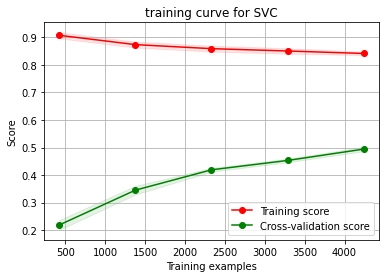 training curve for SVC
Score
0.9
0.8
0.7
0.6
0.5
0.4
0.3
0.2
Training score
Cross-validation score
500 1000 1500 2000 2500 3000 3500 4000
Training examples